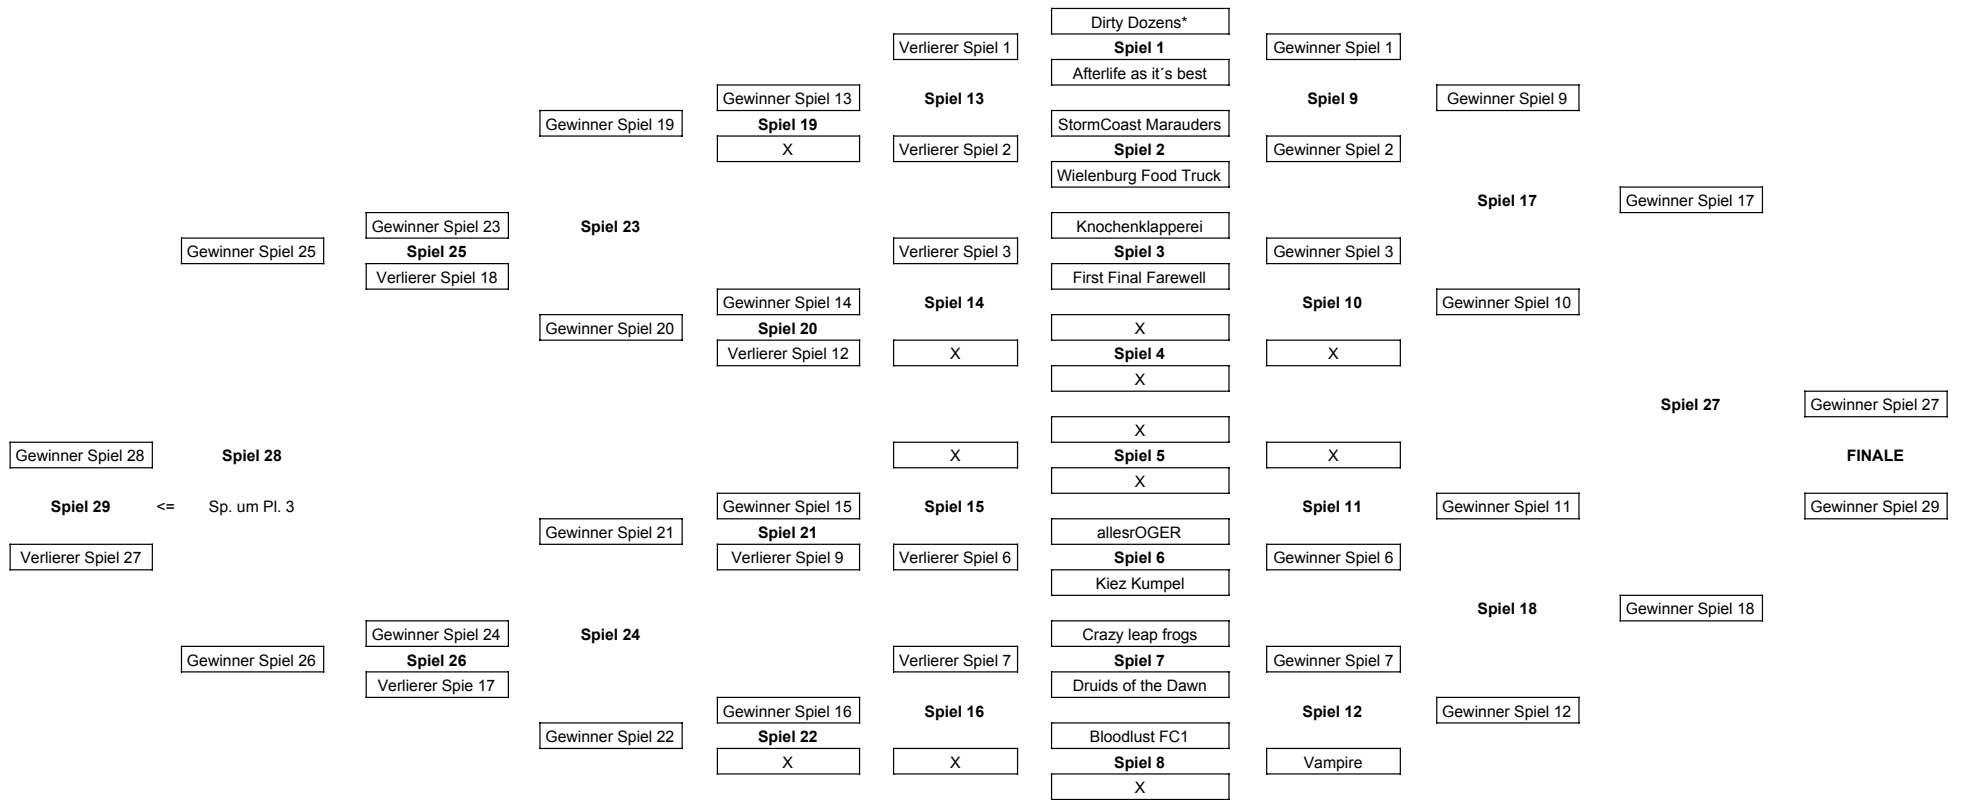 Dirty Dozens*
Verlierer Spiel 1 Spiel 1 Gewinner Spiel 1
Afterlife as it´s best
Gewinner Spiel 13 Spiel 13 Spiel 9 Gewinner Spiel 9
Gewinner Spiel 19 Spiel 19 StormCoast Marauders
X Verlierer Spiel 2 Spiel 2 Gewinner Spiel 2
Wielenburg Food Truck
Spiel 17 Gewinner Spiel 17
Gewinner Spiel 23 Spiel 23 Knochenklapperei
Gewinner Spiel 25 Spiel 25 Verlierer Spiel 3 Spiel 3 Gewinner Spiel 3
Verlierer Spiel 18 First Final Farewell
Gewinner Spiel 14 Spiel 14 Spiel 10 Gewinner Spiel 10
Gewinner Spiel 20 Spiel 20 X
Verlierer Spiel 12 X Spiel 4 X
X
Spiel 27 Gewinner Spiel 27
X
Gewinner Spiel 28 Spiel 28 X Spiel 5 X FINALE
X
Spiel 29 <= Sp. um Pl. 3 Gewinner Spiel 15 Spiel 15 Spiel 11 Gewinner Spiel 11 Gewinner Spiel 29
Gewinner Spiel 21 Spiel 21 allesrOGER
Verlierer Spiel 27 Verlierer Spiel 9 Verlierer Spiel 6 Spiel 6 Gewinner Spiel 6
Kiez Kumpel
Spiel 18 Gewinner Spiel 18
Gewinner Spiel 24 Spiel 24 Crazy leap frogs
Gewinner Spiel 26 Spiel 26 Verlierer Spiel 7 Spiel 7 Gewinner Spiel 7
Verlierer Spie 17 Druids of the Dawn
Gewinner Spiel 16 Spiel 16 Spiel 12 Gewinner Spiel 12
Gewinner Spiel 22 Spiel 22 Bloodlust FC1
X X Spiel 8 Vampire
X